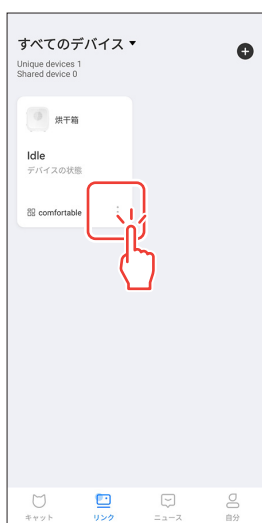 すべてのデバイス
Unique devices 1
Shared device 0
烘干箱
Idle
デバイスの状態
comfortable
キャット
リンク
ニュース
自分